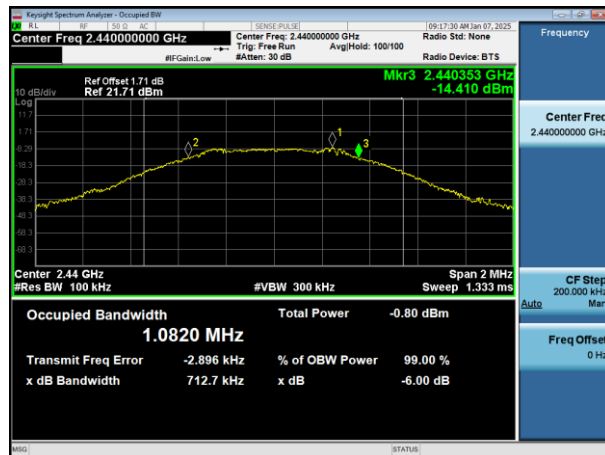 Keysight Spectrum Analyzer - Occupied BW
RL RF 50 Ω AC SENSE:PULSE 09:17:30 AM Jan 07, 2025
Center Freq 2.440000000 GHz Center Freq: 2.440000000 GHz Radio Std: None Frequency
Trig: Free Run Avg|Hold: 100/100
#IFGain:Low #Atten: 30 dB Radio Device: BTS
Ref Offset 1.71 dB Mkr3 2.440353 GHz
10 dB/div Ref 21.71 dBm -14.410 dBm
Log
11.7
1.71
-8.29
-18.3
-28.3
-38.3
-48.3
-58.3
-68.3
2
1
3
Center Freq
2.440000000 GHz
Center 2.44 GHz Span 2 MHz
#Res BW 100 kHz #VBW 300 kHz Sweep 1.333 ms
CF Step
200.000 kHz
Auto Man
Occupied Bandwidth Total Power -0.80 dBm
1.0820 MHz
Transmit Freq Error -2.896 kHz % of OBW Power 99.00 %
x dB Bandwidth 712.7 kHz x dB -6.00 dB
Freq Offset
0 Hz
MSG STATUS